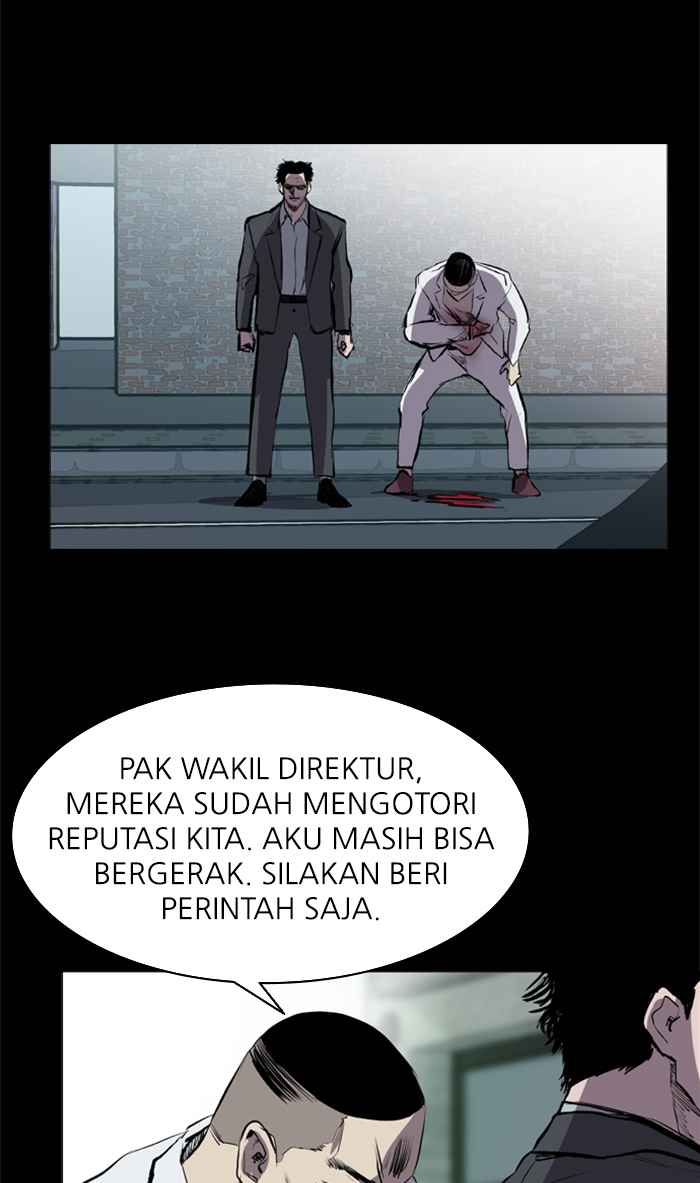 PAK WAKIL DIREKTUR,
MEREKA SUDAH MENGOTORI
REPUTASI KITA. AKU MASIH BISA
BERGERAK. SILAKAN BERI
PERINTAH SAJA.